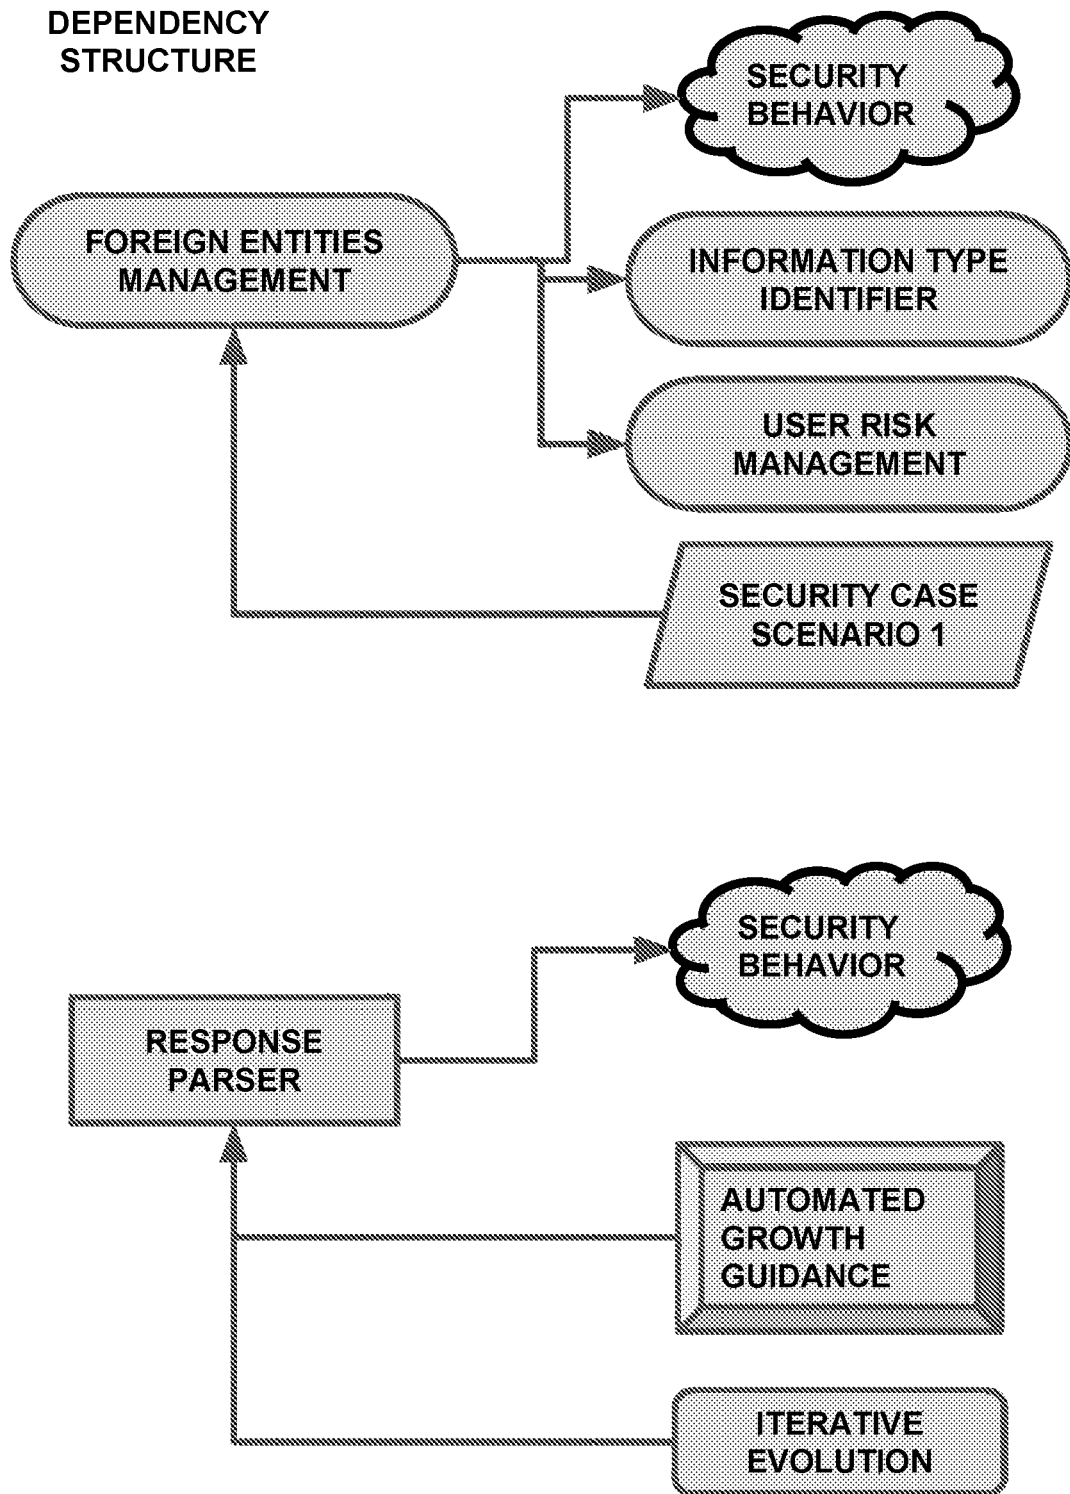 DEPENDENCY
STRUCTURE
SECURITY
BEHAVIOR
FOREIGN ENTITIES
MANAGEMENT
INFORMATION TYPE
IDENTIFIER
USER RISK
MANAGEMENT
SECURITY CASE
SCENARIO 1
SECURITY
BEHAVIOR
RESPONSE
PARSER
AUTOMATED
GROWTH
GUIDANCE
ITERATIVE
EVOLUTION